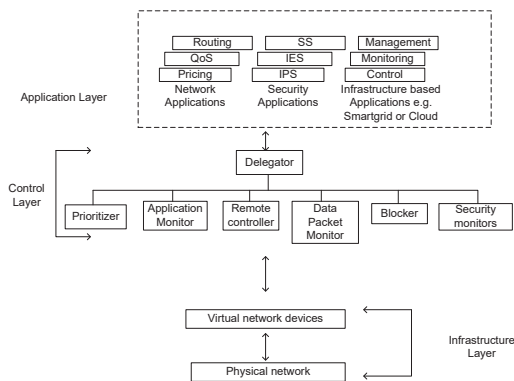 Routing
SS
Management
QoS
IES
Monitoring
Pricing
IPS
Control
Network
Applications
Security
Applications
Infrastructure based
Applications e.g.
Smartgrid or Cloud
Application Layer
Delegator
Control
Layer
Prioritizer
Application
Monitor
Remote
controller
Data
Packet
Monitor
Blocker
Security
monitors
Virtual network devices
Infrastructure
Layer
Physical network